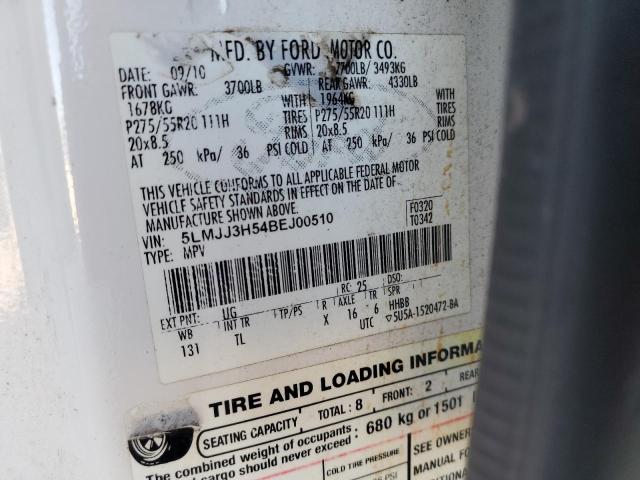 MFD. BY FORD MOTOR CO.
DATE: 09/10 GVWR: 7700LB/ 3493KG
FRONT GAWR: 3700LB REAR GAWR: 4330LB
1678KG WITH 1964KG WITH
P275/55R20 111H TIRES P275/55R20 111H TIRES
20x8.5 RIMS 20x8.5 RIMS
AT 250 kPa/ 36 PSI COLD AT 250 kPa/ 36 PSI COLD
THIS VEHICLE CONFORMS TO ALL APPLICABLE FEDERAL MOTOR
VEHICLE SAFETY STANDARDS IN EFFECT ON THE DATE OF
MANUFACTURE SHOWN ABOVE.
VIN: 5LMJJ3H54BEJ00510 F0320
TYPE: MPV T0342
EXT PNT: UG RC: 25 DSO:
WB INT TR TP/PS R AXLE TR SPR
131 TL X 16 6 HHBB
UTC ▽5U5A-1520472-BA
TIRE AND LOADING INFORMA
SEATING CAPACITY TOTAL: 8 FRONT: 2 REAR
The combined weight of occupants
cargo should never exceed: 680 kg or 1501
COLD TIRE PRESSURE SEE OWNER
MANUAL FO
ADDITIONA